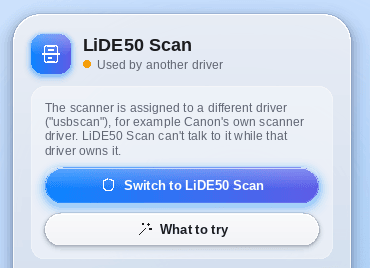 LiDE50 Scan
Used by another driver
The scanner is assigned to a different driver
("usbscan"), for example Canon's own scanner
driver. LiDE50 Scan can't talk to it while that
driver owns it.
Switch to LiDE50 Scan
What to try